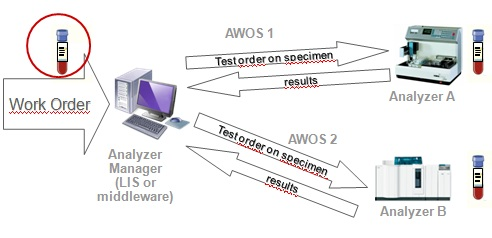 AWOS 1
Test order on specimen
results
Analyzer A
Work Order
Analyzer
Manager
(LIS or
middleware)
AWOS 2
Test order on specimen
results
Analyzer B